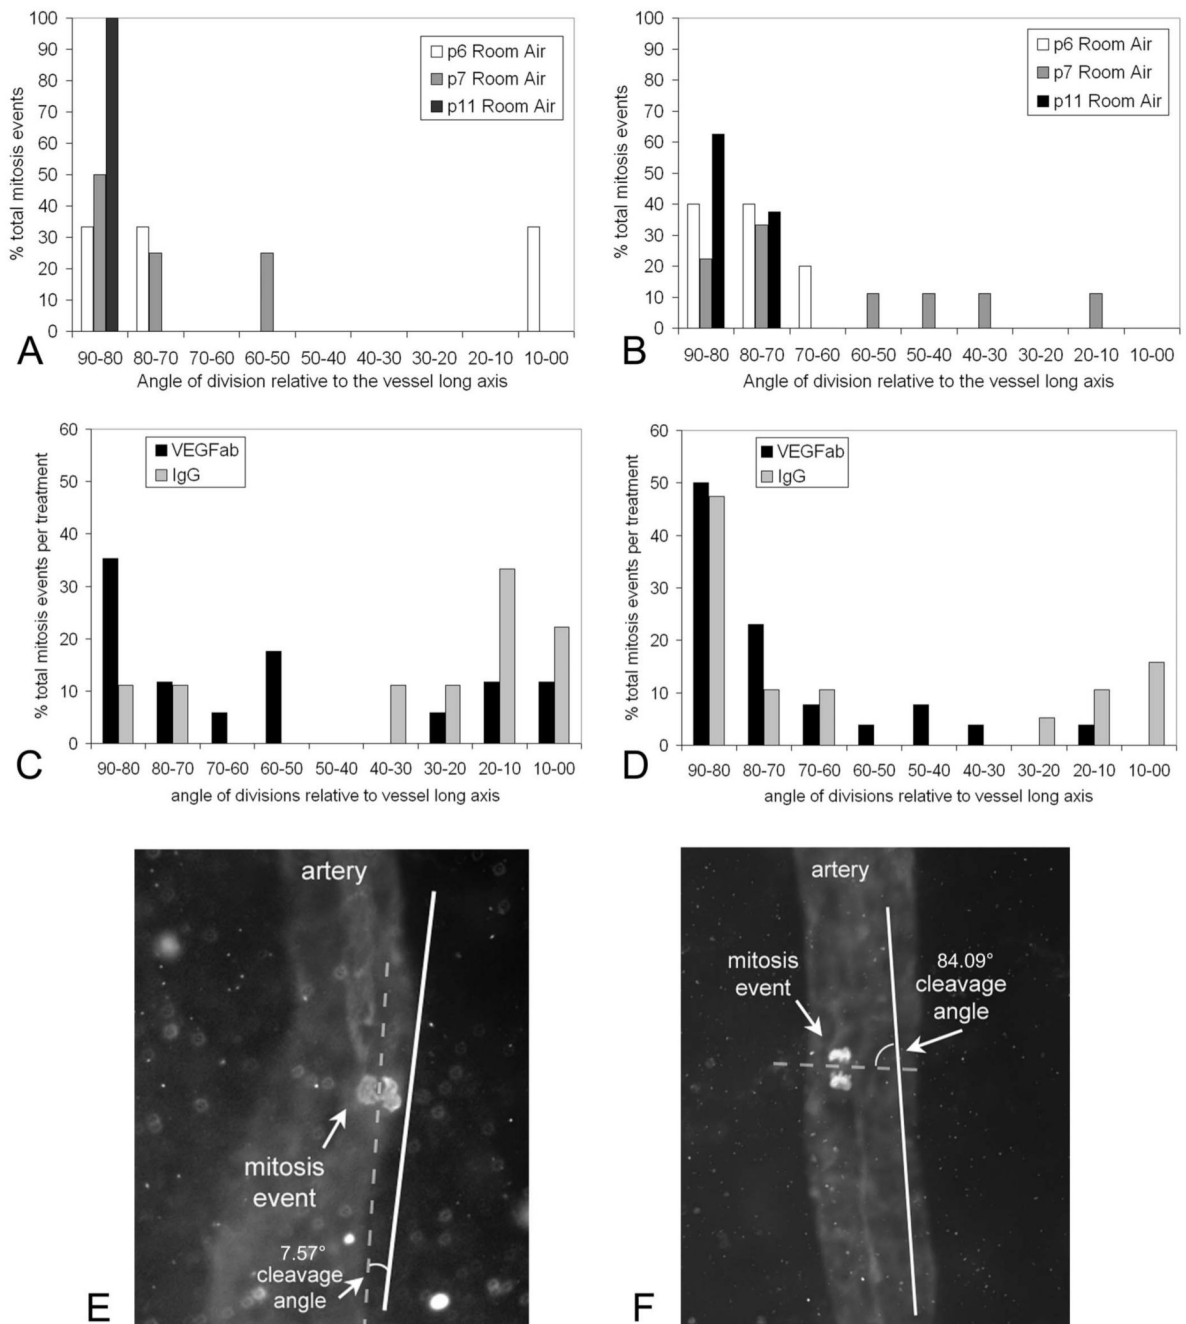 100
90
80
70
60
50
40
30
20
10
0
% total mitosis events
p6 Room Air
p7 Room Air
p11 Room Air
90-80 80-70 70-60 60-50 50-40 40-30 30-20 20-10 10-00
Angle of division relative to the vessel long axis
A
100
90
80
70
60
50
40
30
20
10
0
% total mitosis events
p6 Room Air
p7 Room Air
p11 Room Air
90-80 80-70 70-60 60-50 50-40 40-30 30-20 20-10 10-00
Angle of division relative to the vessel long axis
B
60
50
40
30
20
10
0
% total mitosis events per treatment
VEGFab
IgG
90-80 80-70 70-60 60-50 50-40 40-30 30-20 20-10 10-00
angle of divisions relative to vessel long axis
C
60
50
40
30
20
10
0
% total mitosis events per treatment
VEGFab
IgG
90-80 80-70 70-60 60-50 50-40 40-30 30-20 20-10 10-00
angle of divisions relative to vessel long axis
D
artery
mitosis
event
7.57°
cleavage
angle
E
artery
mitosis
event
84.09°
cleavage
angle
F